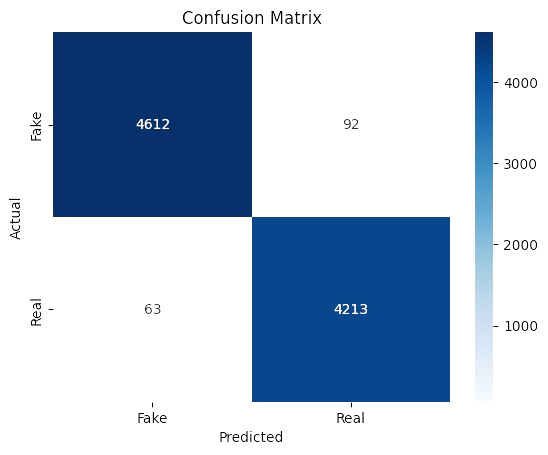 Confusion Matrix
Actual
Fake
4612 92
Real
63 4213
Fake Real
Predicted
4000
3000
2000
1000